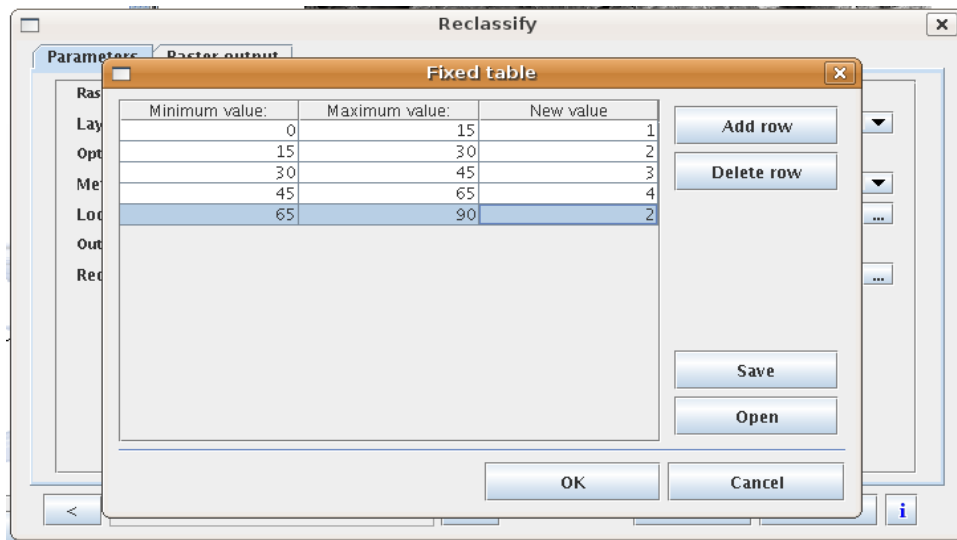 Reclassify
Parameters Raster output
Fixed table
Ras
Minimum value: Maximum value: New value
Lay
0 15 1
Add row
15 30 2
Opt
30 45 3
Delete row
Met
45 65 4
Loc
65 90 2
...
Out
Rec
...
Save
Open
OK Cancel
< i